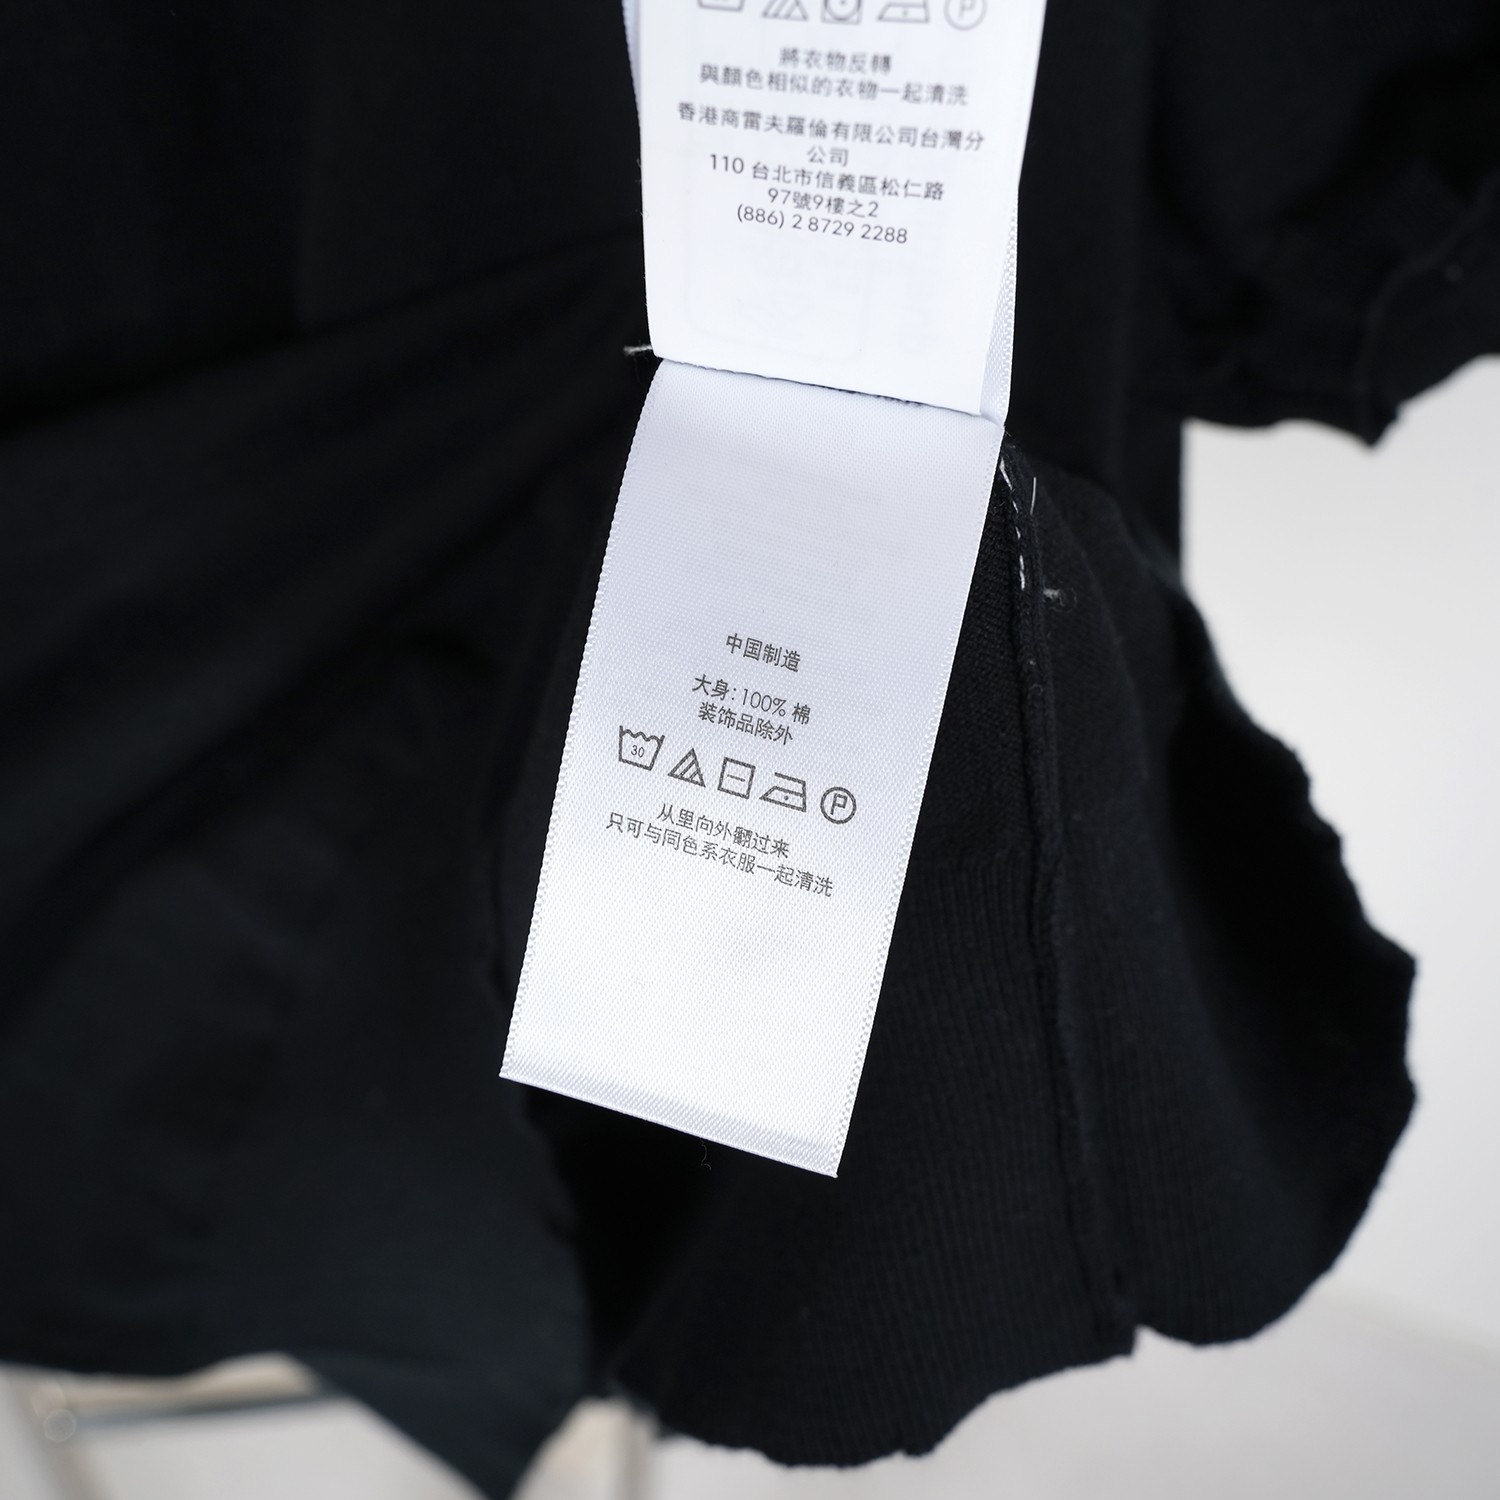 P
將衣物反轉
與顏色相似的衣物一起清洗
香港商雷夫羅倫有限公司台灣分
公司
110 台北市信義區松仁路
97號9樓之2
(886) 2 8729 2288
中国制造
大身: 100% 棉
装饰品除外
30 P
从里向外翻过来
只可与同色系衣服一起清洗